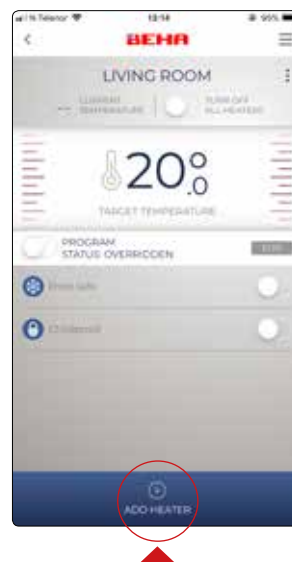 Telenor 13:14 95%
BEHA
LIVING ROOM
-- CURRENT TEMPERATURE
TURN OFF ALL HEATERS
20.0°
TARGET TEMPERATURE
PROGRAM
STATUS OVERRIDDEN
Childproof
ADD HEATER